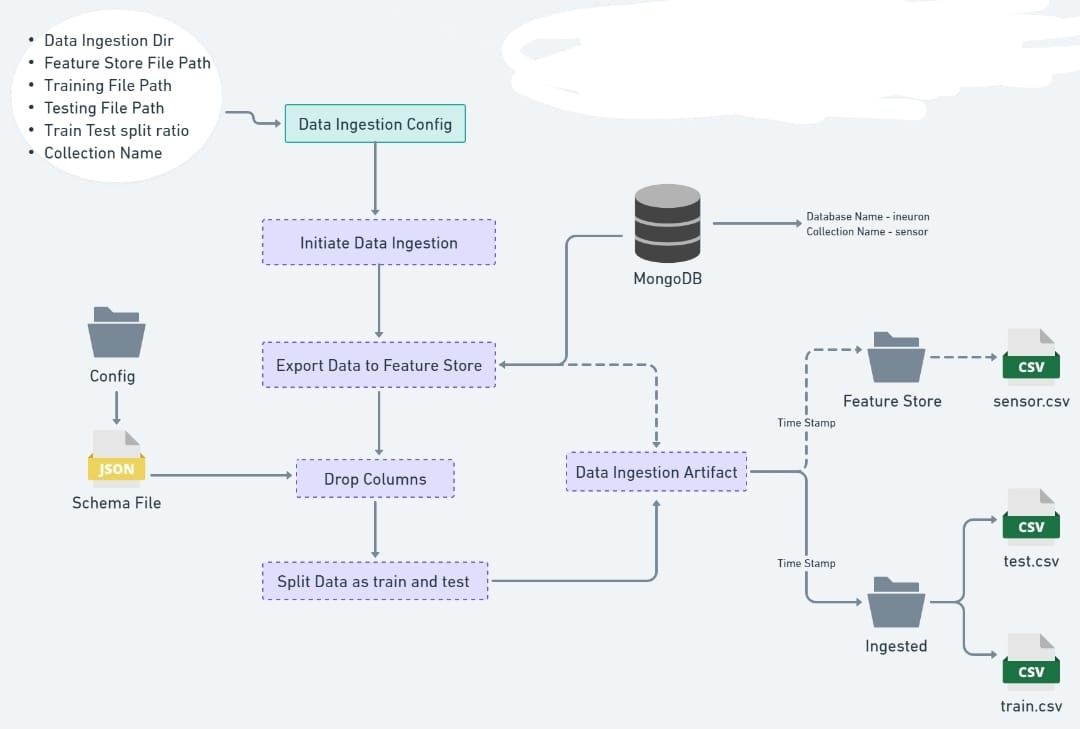 • Data Ingestion Dir
• Feature Store File Path
• Training File Path
• Testing File Path
• Train Test split ratio
• Collection Name
Data Ingestion Config
Initiate Data Ingestion
MongoDB
Database Name - ineuron
Collection Name - sensor
Export Data to Feature Store
Config
JSON
Schema File
Drop Columns
Split Data as train and test
Data Ingestion Artifact
Time Stamp
Feature Store
CSV
sensor.csv
Time Stamp
Ingested
CSV
test.csv
CSV
train.csv